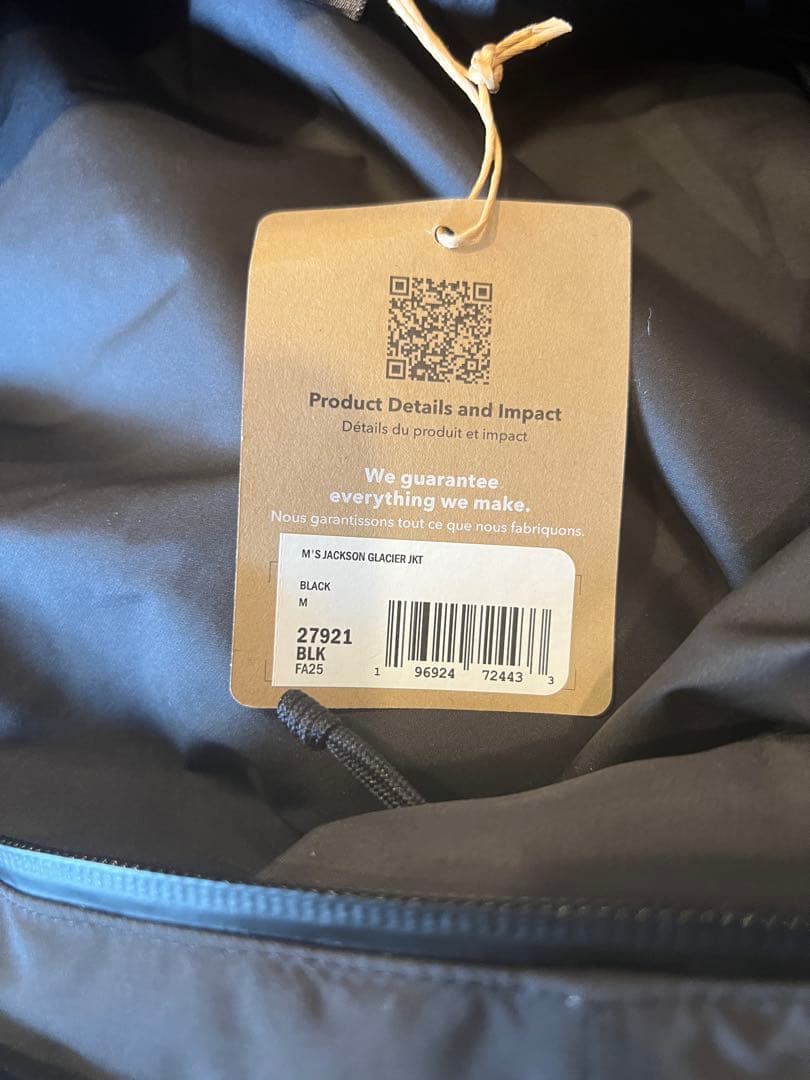 Product Details and Impact
Détails du produit et impact
We guarantee
everything we make.
Nous garantissons tout ce que nous fabriquons.
M'S JACKSON GLACIER JKT
BLACK
M
27921
BLK
FA25
1 96924 72443 3